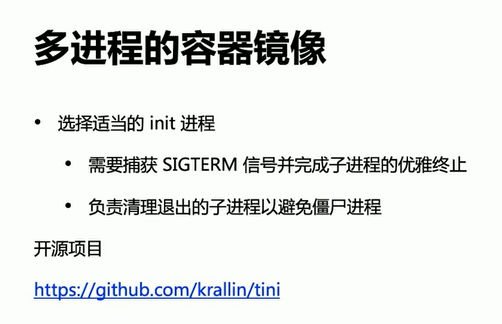 多进程的容器镜像
• 选择适当的 init 进程
• 需要捕获 SIGTERM 信号并完成子进程的优雅终止
• 负责清理退出的子进程以避免僵尸进程
开源项目
https://github.com/krallin/tini